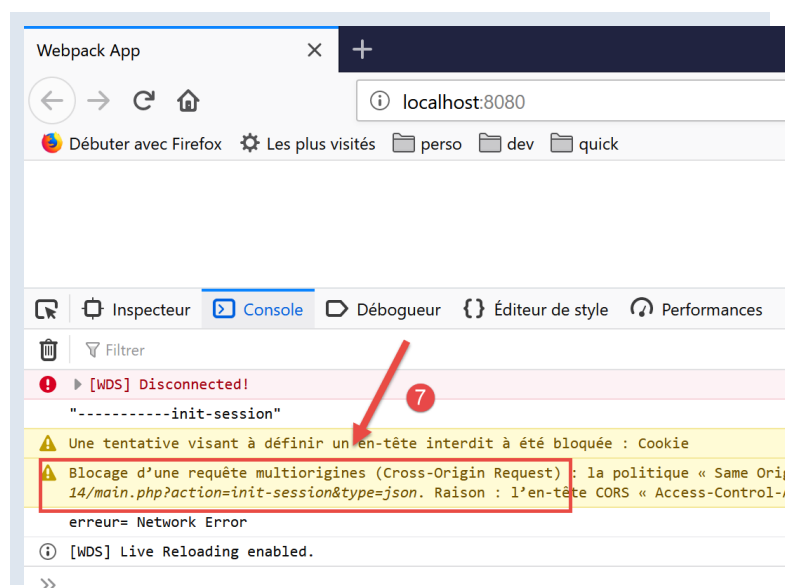 Webpack App
localhost:8080
Débuter avec Firefox Les plus visités perso dev quick
Inspecteur Console Débogueur {} Éditeur de style Performances
Filtrer
[WDS] Disconnected!
7
"-----------init-session"
Une tentative visant à définir un en-tête interdit à été bloquée : Cookie
Blocage d’une requête multiorigines (Cross-Origin Request) : la politique « Same Orig
14/main.php?action=init-session&type=json. Raison : l’en-tête CORS « Access-Control-A
erreur= Network Error
[WDS] Live Reloading enabled.